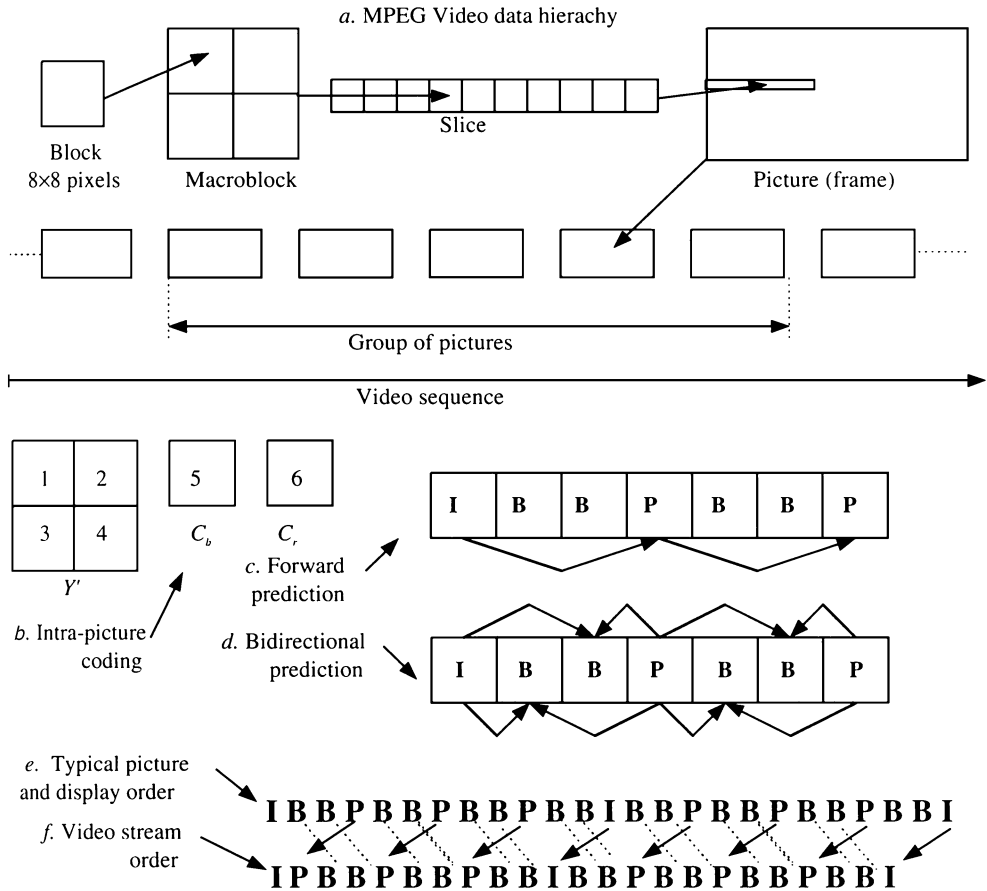 a. MPEG Video data hierachy
Block
8×8 pixels
Macroblock
Slice
Picture (frame)
Group of pictures
Video sequence
1 2
3 4
Y'
5
C_b
6
C_r
b. Intra-picture
coding
I B B P B B P
c. Forward
prediction
d. Bidirectional
prediction
I B B P B B P
e. Typical picture
and display order
I B B P B B P B B P B B I B B P B B P B B P B B I
f. Video stream
order
I P B B P B B P B B I B B P B B P B B P B B I